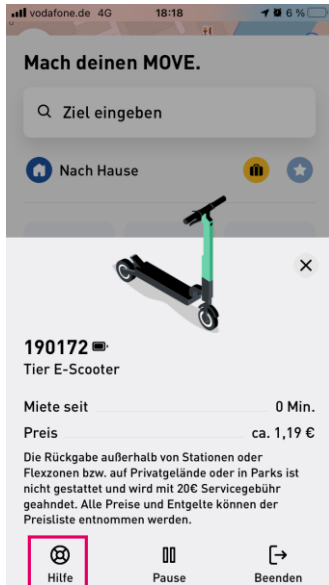 vodafone.de 4G 18:18 6 %
Mach deinen MOVE.
Ziel eingeben
Nach Hause
190172
Tier E-Scooter
Miete seit 0 Min.
Preis ca. 1,19 €
Die Rückgabe außerhalb von Stationen oder
Flexzonen bzw. auf Privatgelände oder in Parks ist
nicht gestattet und wird mit 20€ Servicegebühr
geahndet. Alle Preise und Entgelte können der
Preisliste entnommen werden.
Hilfe Pause Beenden